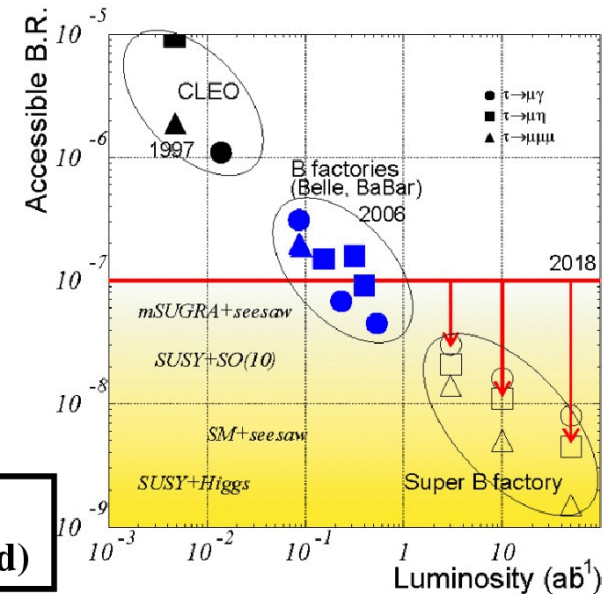 Accessible B.R.
10 -5
10 -6
10 -7
10 -8
10 -9
CLEO
1997
τ→μγ
τ→μη
τ→μμμ
B factories
(Belle, BaBar)
2006
2018
mSUGRA+seesaw
SUSY+SO(10)
SM+seesaw
SUSY+Higgs
Super B factory
d)
10 -3
10 -2
10 -1
1
10
Luminosity (ab-1)